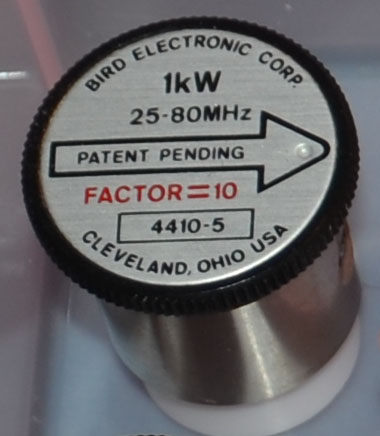 BIRD ELECTRONIC CORP.
1kW
25-80MHz
PATENT PENDING
FACTOR=10
4410-5
CLEVELAND, OHIO USA